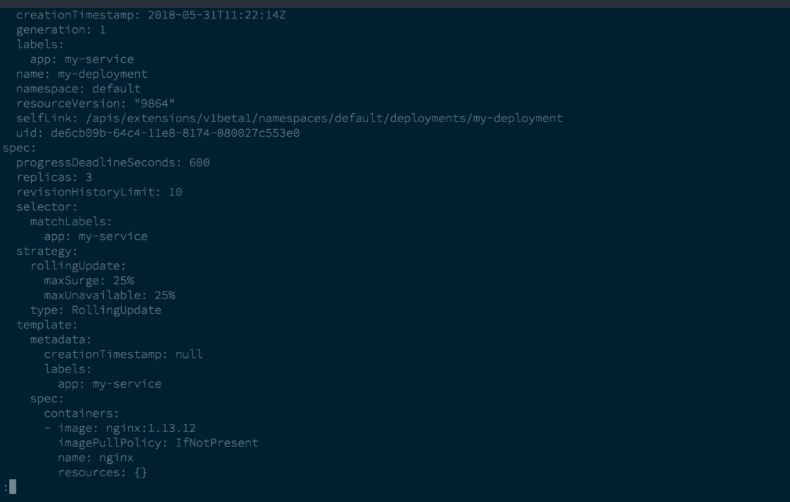 creationTimestamp: 2018-05-31T11:22:14Z
  generation: 1
  labels:
    app: my-service
  name: my-deployment
  namespace: default
  resourceVersion: "9864"
  selfLink: /apis/extensions/v1beta1/namespaces/default/deployments/my-deployment
  uid: de6cb09b-64c4-11e8-8174-080027c553e0
spec:
  progressDeadlineSeconds: 600
  replicas: 3
  revisionHistoryLimit: 10
  selector:
    matchLabels:
      app: my-service
  strategy:
    rollingUpdate:
      maxSurge: 25%
      maxUnavailable: 25%
    type: RollingUpdate
  template:
    metadata:
      creationTimestamp: null
      labels:
        app: my-service
    spec:
      containers:
      - image: nginx:1.13.12
        imagePullPolicy: IfNotPresent
        name: nginx
        resources: {}
: